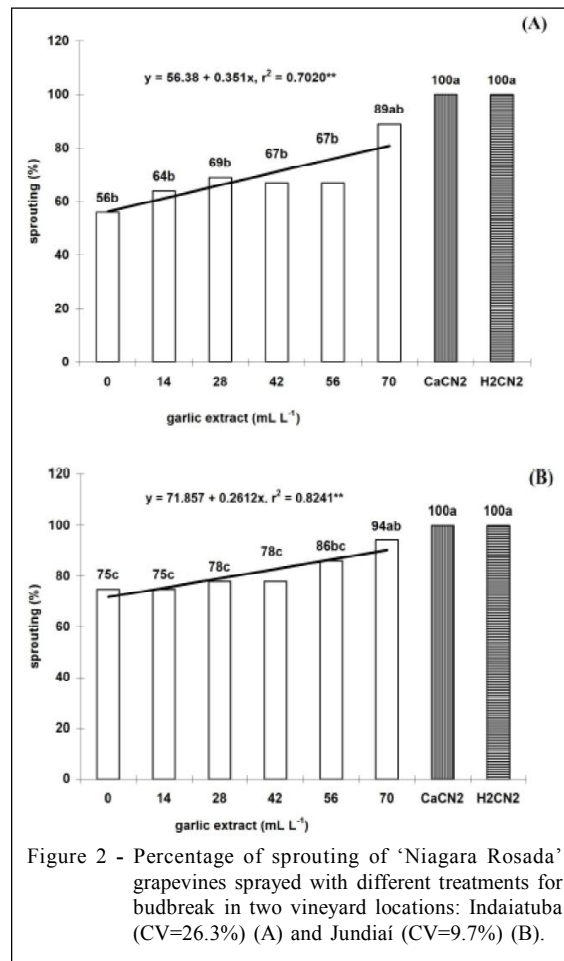 (A)
y = 56.38 + 0.351x, r² = 0.7020**
120
100
80
60
40
20
0
sprouting (%)
56b
64b
69b
67b
67b
89ab
100a
100a
0 14 28 42 56 70 CaCN2 H2CN2
garlic extract (mL L⁻¹)
(B)
y = 71.857 + 0.2612x. r² = 0.8241**
120
100
80
60
40
20
0
sprouting (%)
75c
75c
78c
78c
86bc
94ab
100a
100a
0 14 28 42 56 70 CaCN2 H2CN2
garlic extract (mL L⁻¹)
Figure 2 - Percentage of sprouting of ‘Niagara Rosada’
grapevines sprayed with different treatments for
budbreak in two vineyard locations: Indaiatuba
(CV=26.3%) (A) and Jundiaí (CV=9.7%) (B).